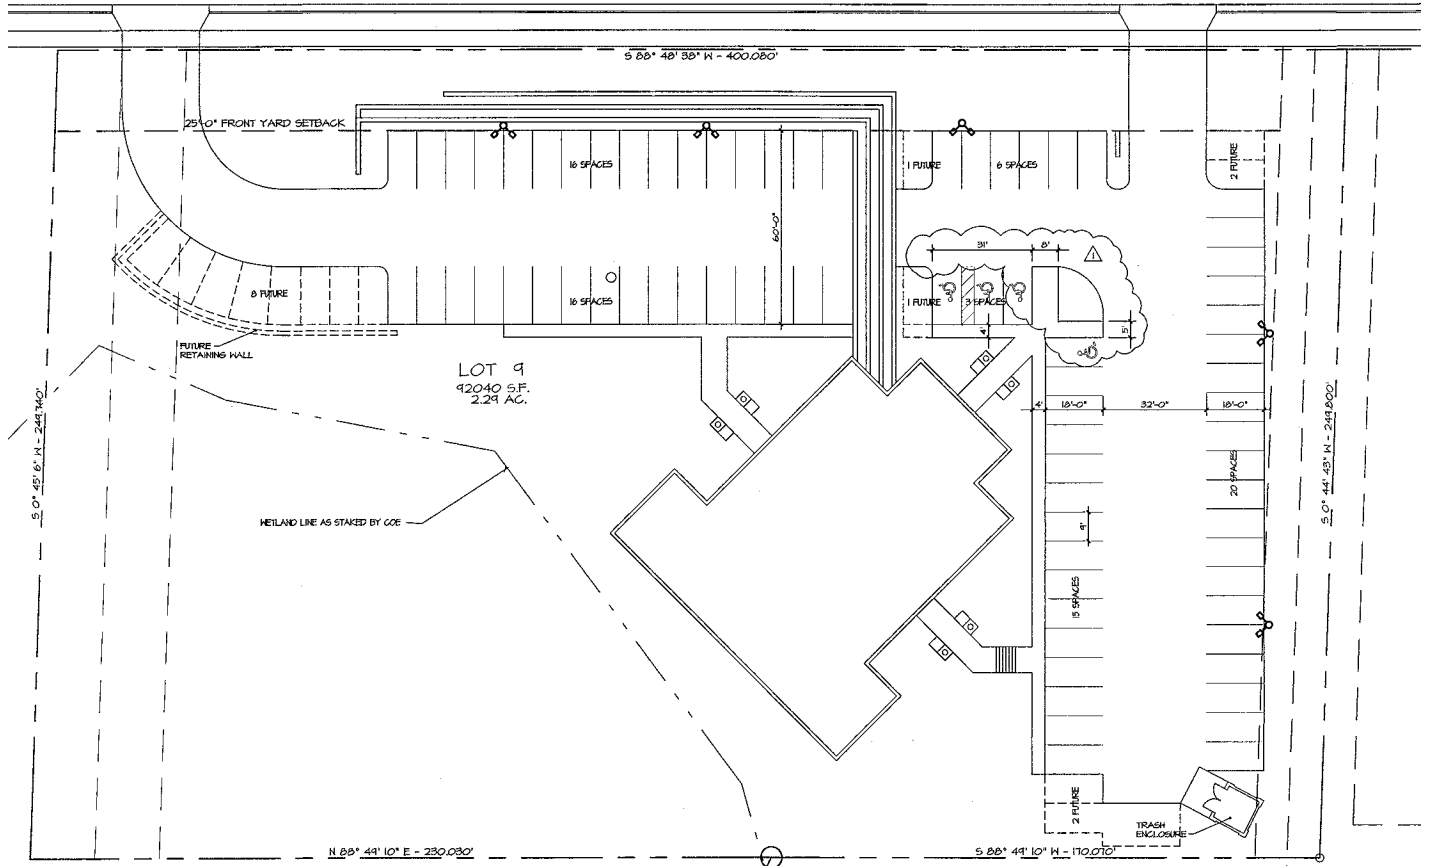 S 88° 48' 38" W - 400.080'
25'-0" FRONT YARD SETBACK
16 SPACES
1 FUTURE
6 SPACES
2 FUTURE
60'-0"
31'
8'
1
8 FUTURE
16 SPACES
1 FUTURE
3 SPACES
4'
5'
FUTURE
RETAINING WALL
LOT 9
92040 S.F.
2.29 AC.
4'
18'-0"
32'-0"
18'-0"
S 0° 45' 6" W - 249.740'
S 0° 44' 43" W - 249.800'
20 SPACES
WETLAND LINE AS STAKED BY COE
9'
15 SPACES
2 FUTURE
TRASH
ENCLOSURE
N 88° 49' 10" E - 230.030'
S 88° 49' 10" W - 170.070'